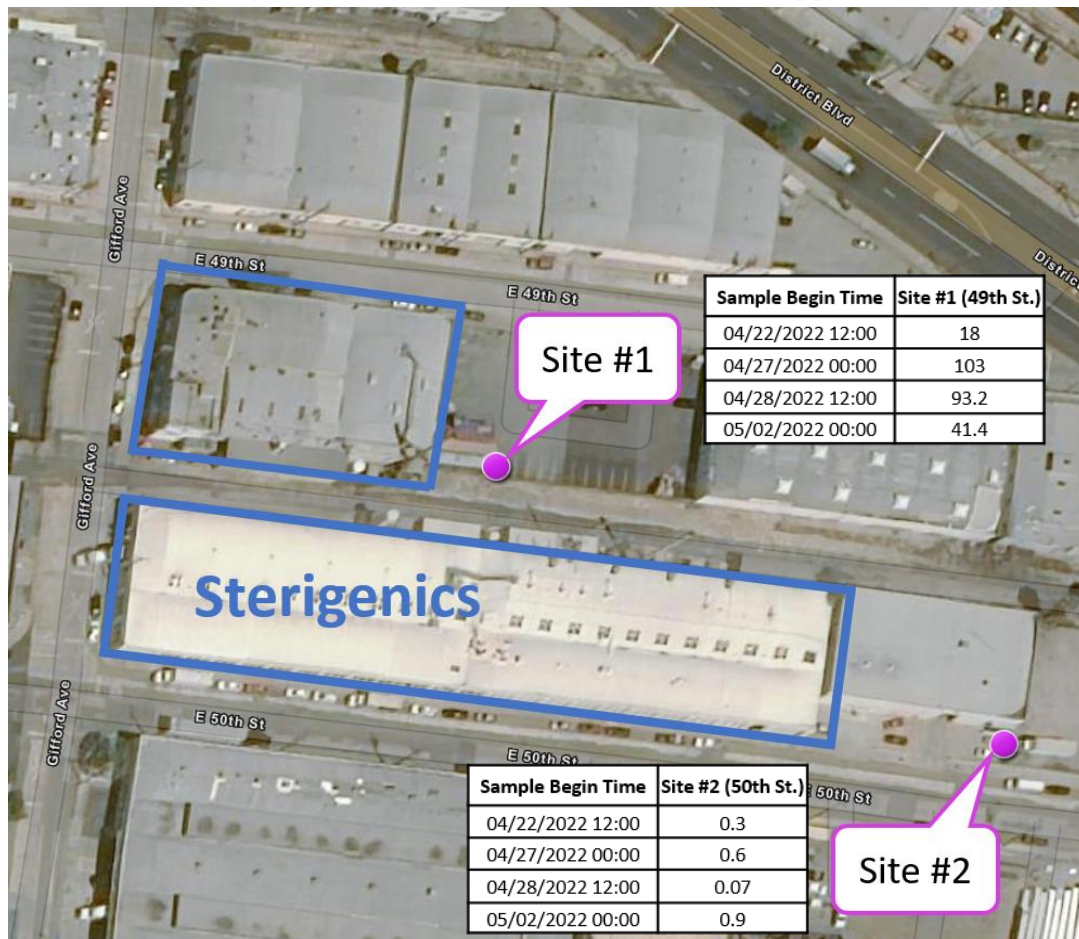 District Blvd
Gifford Ave
E 49th St
E 49th St
District
Sample Begin Time Site #1 (49th St.)
04/22/2022 12:00 18
04/27/2022 00:00 103
04/28/2022 12:00 93.2
05/02/2022 00:00 41.4
Site #1
Gifford Ave
Sterigenics
Gifford Ave
E 50th St
E 50th St
E 50th St
Sample Begin Time Site #2 (50th St.)
04/22/2022 12:00 0.3
04/27/2022 00:00 0.6
04/28/2022 12:00 0.07
05/02/2022 00:00 0.9
Site #2